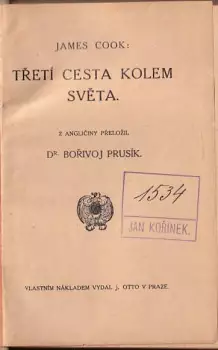 JAMES COOK:
TŘETÍ CESTA KOLEM
SVĚTA.
Z ANGLIČINY PŘELOŽIL
DR. BOŘIVOJ PRUSÍK.
1534
JAN KOŘÍNEK.
VLASTNÍM NÁKLADEM VYDAL J. OTTO V PRAZE.